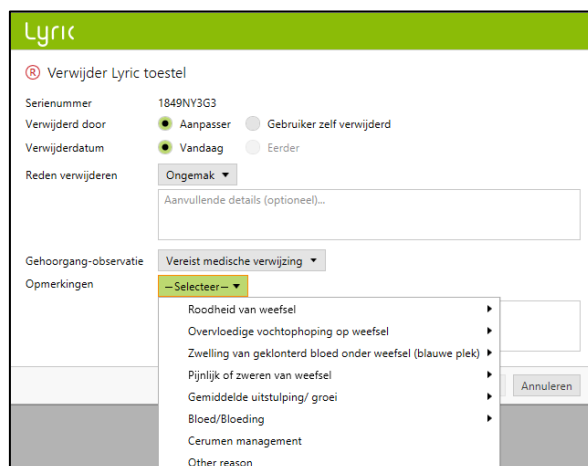 Lyric
R Verwijder Lyric toestel
Serienummer 1849NY3G3
Verwijderd door Aanpasser Gebruiker zelf verwijderd
Verwijderdatum Vandaag Eerder
Reden verwijderen Ongemak
Aanvullende details (optioneel)...
Gehoorgang-observatie Vereist medische verwijzing
Opmerkingen —Selecteer—
Roodheid van weefsel
Overvloedige vochtophoping op weefsel
Zwelling van geklonterd bloed onder weefsel (blauwe plek)
Pijnlijk of zweren van weefsel
Gemiddelde uitstulping/ groei
Annuleren
Bloed/Bloeding
Cerumen management
Other reason